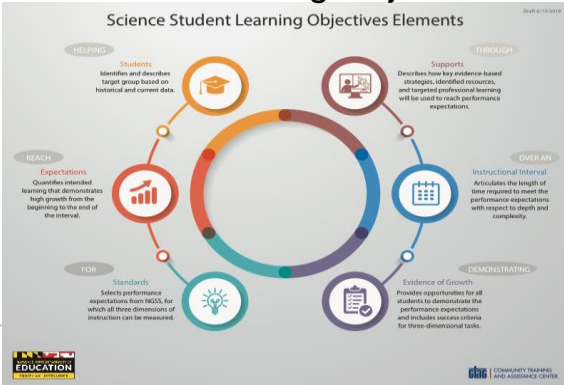 Draft 6/15/2018
Science Student Learning Objectives Elements
HELPING
Students
Identifies and describes
target group based on
historical and current data.
THROUGH
Supports
Describes how key evidence-based
strategies, identified resources,
and targeted professional learning
will be used to reach performance
expectations.
REACH
Expectations
Quantifies intended
learning that demonstrates
high growth from the
beginning to the end of
the interval.
OVER AN
Instructional Interval
Articulates the length of
time required to meet the
performance expectations
with respect to depth and
complexity.
FOR
Standards
Selects performance
expectations from NGSS, for
which all three dimensions of
instruction can be measured.
DEMONSTRATING
Evidence of Growth
Provides opportunities for all
students to demonstrate the
performance expectations
and includes success criteria
for three-dimensional tasks.
EDUCATION
EQUITY AND EXCELLENCE
ctac COMMUNITY TRAINING
AND ASSISTANCE CENTER